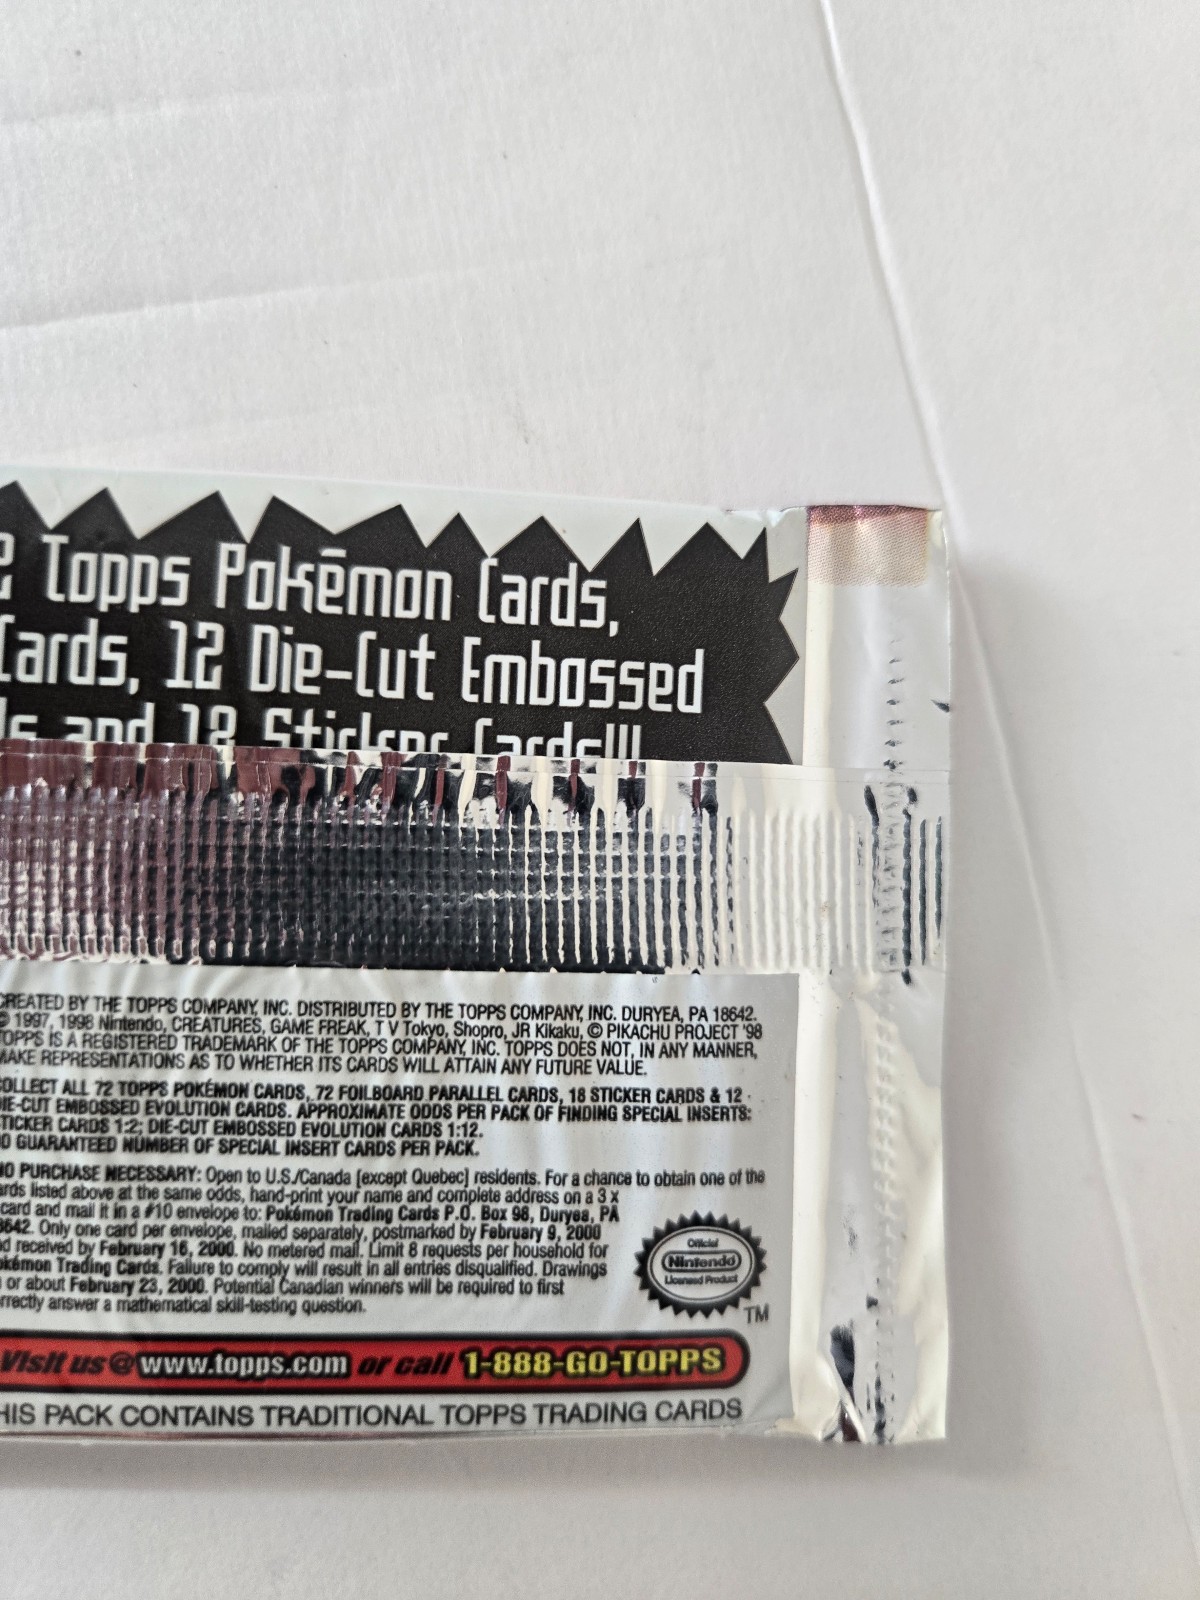 Topps Pokémon Cards,
Cards, 12 Die-Cut Embossed
and 18 Sticker Cards!!!
CREATED BY THE TOPPS COMPANY, INC. DISTRIBUTED BY THE TOPPS COMPANY, INC. DURYEA, PA 18642.
© 1997, 1998 Nintendo, CREATURES, GAME FREAK, T V Tokyo, Shopro, JR Kikaku, © PIKACHU PROJECT '98
TOPPS IS A REGISTERED TRADEMARK OF THE TOPPS COMPANY, INC. TOPPS DOES NOT, IN ANY MANNER,
MAKE REPRESENTATIONS AS TO WHETHER ITS CARDS WILL ATTAIN ANY FUTURE VALUE.
COLLECT ALL 72 TOPPS POKÉMON CARDS, 72 FOILBOARD PARALLEL CARDS, 18 STICKER CARDS & 12
DIE-CUT EMBOSSED EVOLUTION CARDS. APPROXIMATE ODDS PER PACK OF FINDING SPECIAL INSERTS:
STICKER CARDS 1:2; DIE-CUT EMBOSSED EVOLUTION CARDS 1:12.
NO GUARANTEED NUMBER OF SPECIAL INSERT CARDS PER PACK.
NO PURCHASE NECESSARY: Open to U.S./Canada [except Quebec] residents. For a chance to obtain one of the
cards listed above at the same odds, hand-print your name and complete address on a 3 x
card and mail it in a #10 envelope to: Pokémon Trading Cards P.O. Box 98, Duryea, PA
18642. Only one card per envelope, mailed separately, postmarked by February 9, 2000
and received by February 16, 2000. No metered mail. Limit 8 requests per household for
Pokémon Trading Cards. Failure to comply will result in all entries disqualified. Drawings
or about February 23, 2000. Potential Canadian winners will be required to first
correctly answer a mathematical skill-testing question.
Official
Nintendo
Licensed Product
TM
Visit us @ www.topps.com or call 1-888-GO-TOPPS
THIS PACK CONTAINS TRADITIONAL TOPPS TRADING CARDS